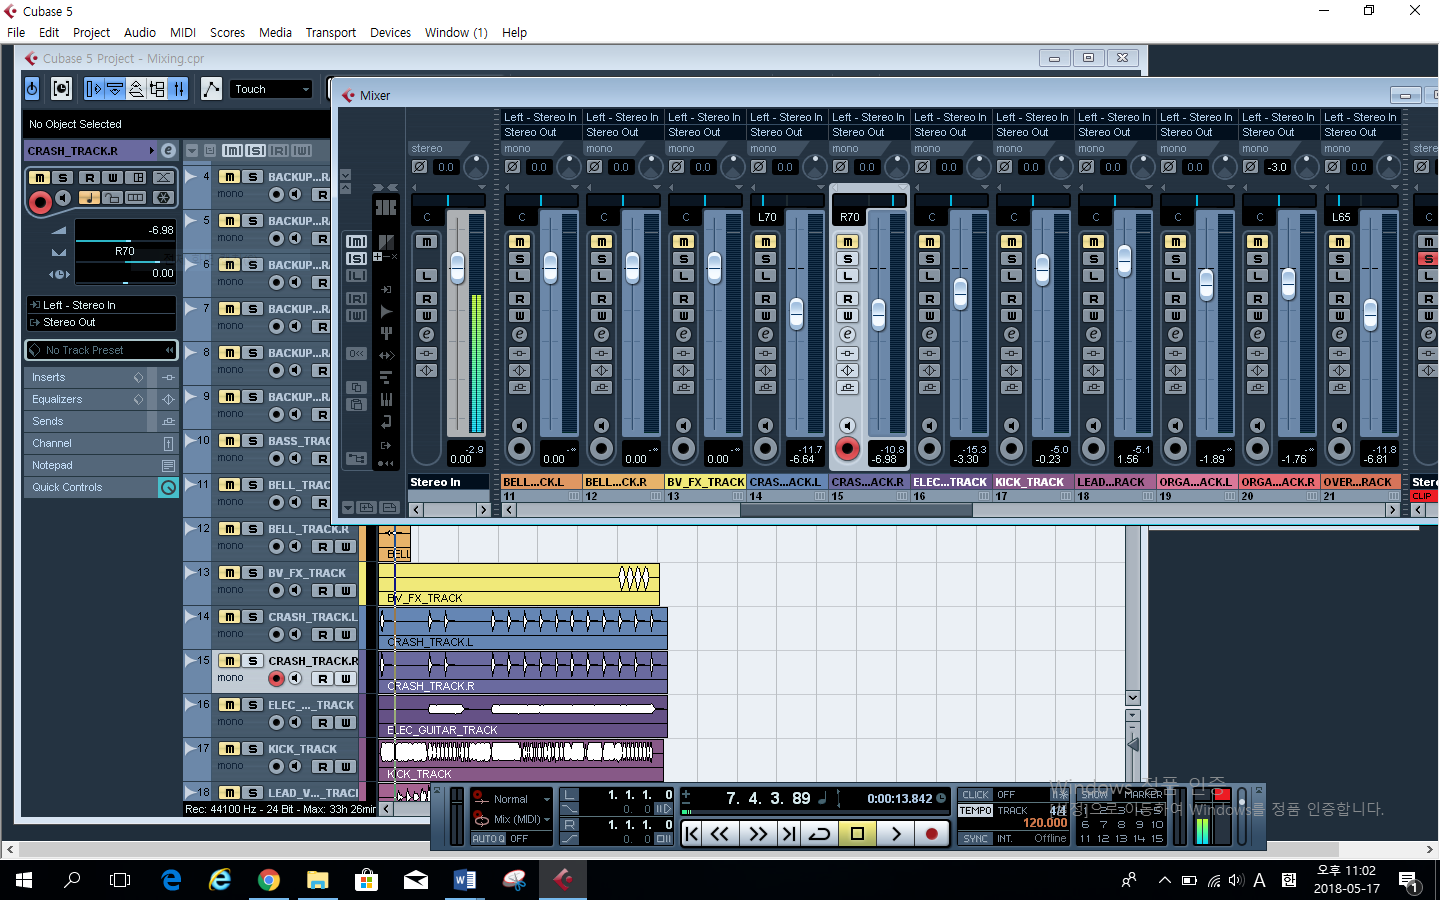 Cubase 5
File Edit Project Audio MIDI Scores Media Transport Devices Window (1) Help
Cubase 5 Project - Mixing.cpr
Touch
No Object Selected
CRASH_TRACK.R
M S R W
-6.98
R70
0.00
Left - Stereo In
Stereo Out
No Track Preset
Inserts
Equalizers
Sends
Channel
Notepad
Quick Controls
[M] [S] [R] [W]
4 m S BACKUP...R
mono R
5 m S BACKUP...R
mono R
6 m S BACKUP...R
mono R
7 m S BACKUP...R
mono R
8 m S BACKUP...R
mono R
9 m S BACKUP...R
mono R
10 m S BASS_TRAC
mono R
11 m S BELL_TRAC
mono R
12 m S BELL_TRACK.R
mono R W
13 m S BV_FX_TRACK
mono R W
14 m S CRASH_TRACK.L
mono R W
15 m S CRASH_TRACK.R
mono R W
16 m S ELEC_..._TRACK
mono R W
17 m S KICK_TRACK
mono R W
18 m S LEAD_V..._TRAC
Rec: 44100 Hz - 24 Bit - Max: 33h 26min
Mixer
Left - Stereo In Left - Stereo In Left - Stereo In Left - Stereo In Left - Stereo In Left - Stereo In Left - Stereo In Left - Stereo In Left - Stereo In Left - Stereo In Left - Stereo In
Stereo Out Stereo Out Stereo Out Stereo Out Stereo Out Stereo Out Stereo Out Stereo Out Stereo Out Stereo Out Stereo Out
stereo mono mono mono mono mono mono mono mono mono mono mono stere
0.0 0.0 0.0 0.0 0.0 0.0 0.0 0.0 0.0 0.0 -3.0 0.0
C C C C L70 R70 C C C C C L65 C
[M]
[S]
[L]
[R]
[W]
-2.9 -∞ -∞ -∞ -11.7 -10.8 -15.3 -5.0 -5.1 -∞ -∞ -11.8
0.00 0.00 0.00 0.00 -6.64 -6.98 -3.30 -0.23 1.56 -1.89 -1.76 -6.81
Stereo In BELL...CK.L BELL...CK.R BV_FX_TRACK CRAS...ACK.L CRAS...ACK.R ELEC...TRACK KICK_TRACK LEAD...RACK ORGA...ACK.L ORGA...ACK.R OVER...RACK Stere
11 12 13 14 15 16 17 18 19 20 21 CLIP
BELL
BV_FX_TRACK
CRASH_TRACK.L
CRASH_TRACK.R
ELEC_GUITAR_TRACK
KICK_TRACK
Normal
Mix (MIDI)
AUTO Q OFF
L 1. 1. 1. 0
0. 0
R 1. 1. 1. 0
0. 0
7. 4. 3. 89 0:00:13.842
CLICK OFF
TEMPO TRACK 4/4
120.000
SYNC INT. Offline
SHOW MARKER
1 2 3 4 5
6 7 8 9 10
11 12 13 14 15
Windows 정품 인증
[설정]으로 이동하여 Windows를 정품 인증합니다.
A
오후 11:02
2018-05-17
1